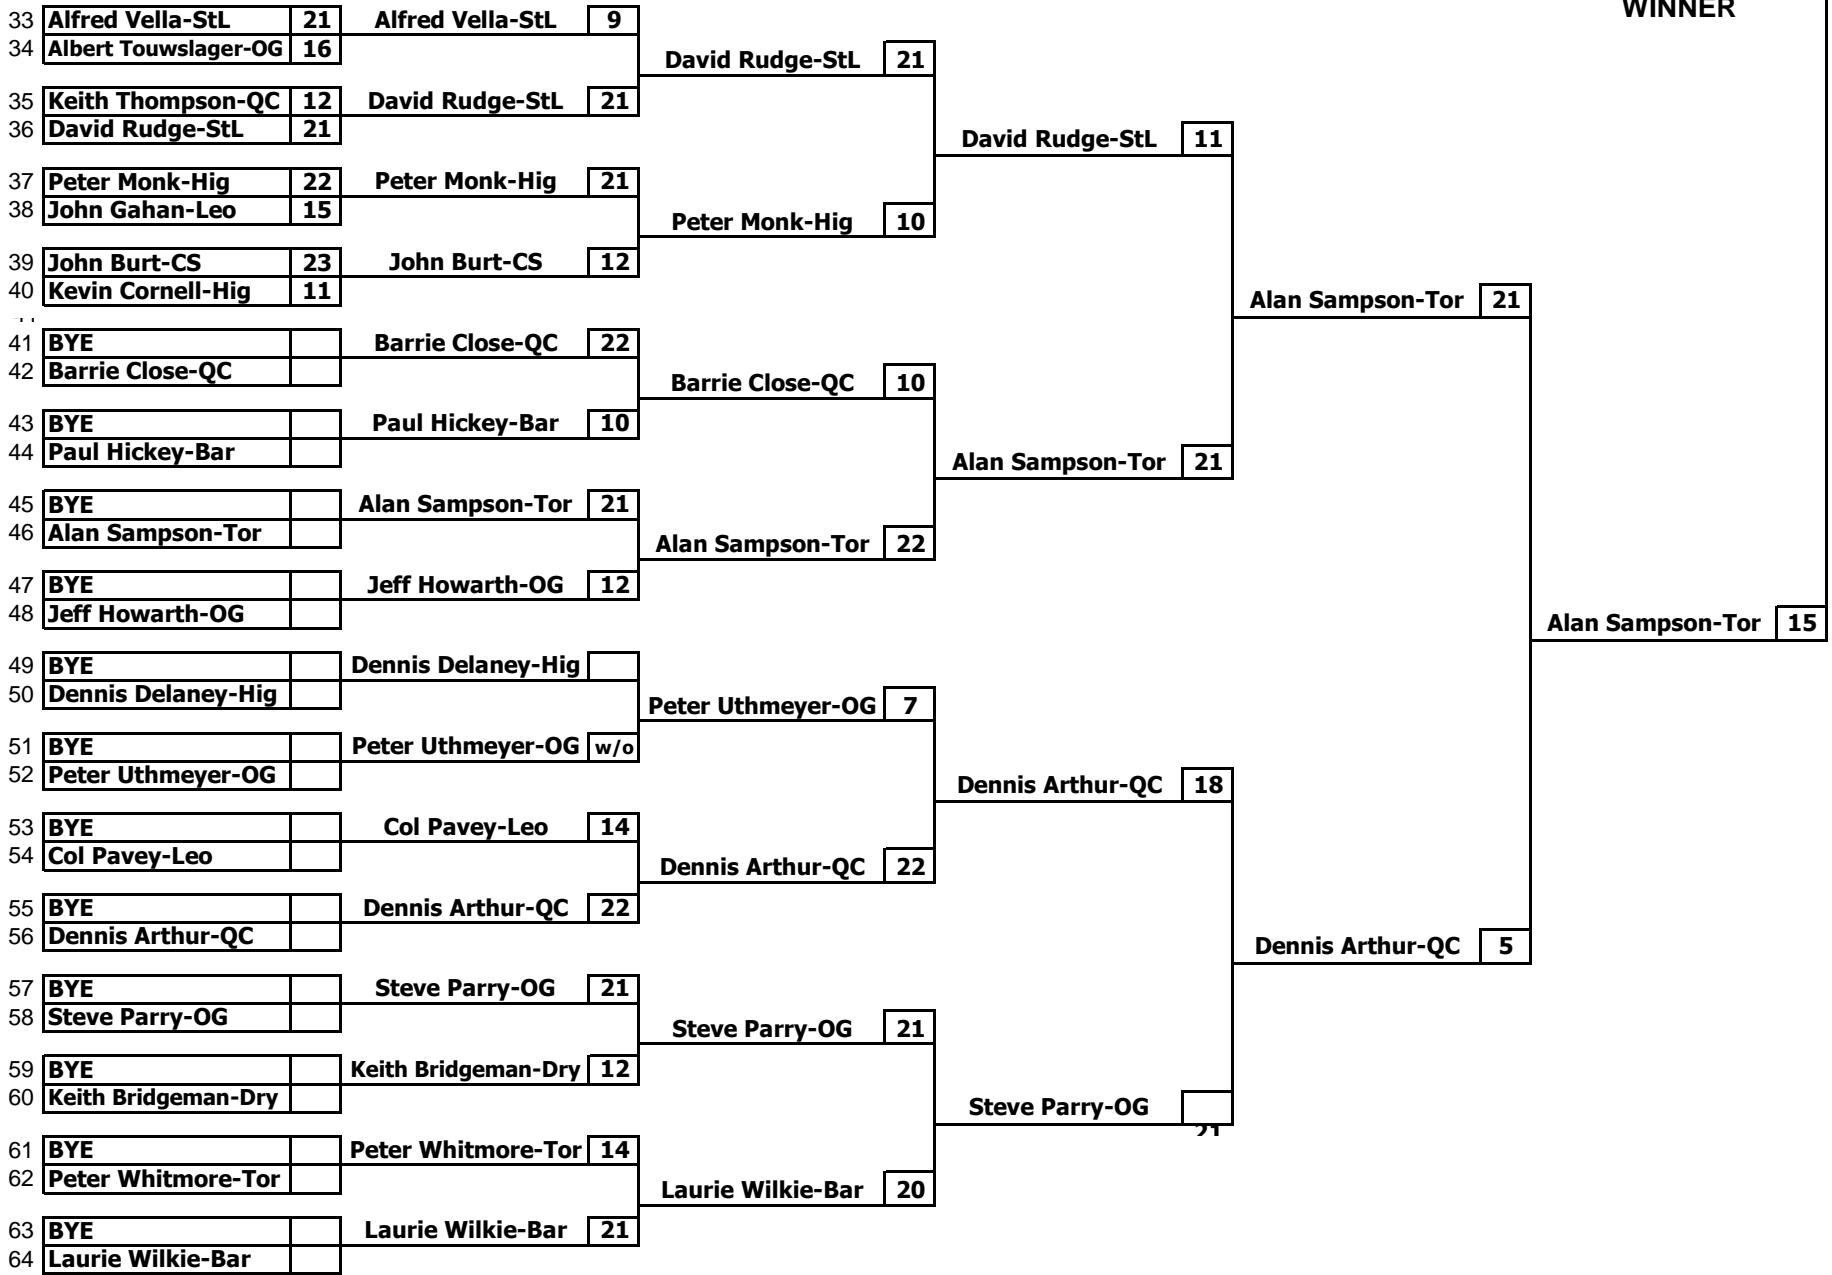 WINNER
33 Alfred Vella-StL 21 Alfred Vella-StL 9
34 Albert Touwslager-OG 16
David Rudge-StL 21
35 Keith Thompson-QC 12 David Rudge-StL 21
36 David Rudge-StL 21
David Rudge-StL 11
37 Peter Monk-Hig 22 Peter Monk-Hig 21
38 John Gahan-Leo 15
Peter Monk-Hig 10
39 John Burt-CS 23 John Burt-CS 12
40 Kevin Cornell-Hig 11
Alan Sampson-Tor 21
41 BYE Barrie Close-QC 22
42 Barrie Close-QC
Barrie Close-QC 10
43 BYE Paul Hickey-Bar 10
44 Paul Hickey-Bar
Alan Sampson-Tor 21
45 BYE Alan Sampson-Tor 21
46 Alan Sampson-Tor
Alan Sampson-Tor 22
47 BYE Jeff Howarth-OG 12
48 Jeff Howarth-OG
Alan Sampson-Tor 15
49 BYE Dennis Delaney-Hig
50 Dennis Delaney-Hig
Peter Uthmeyer-OG 7
51 BYE Peter Uthmeyer-OG w/o
52 Peter Uthmeyer-OG
Dennis Arthur-QC 18
53 BYE Col Pavey-Leo 14
54 Col Pavey-Leo
Dennis Arthur-QC 22
55 BYE Dennis Arthur-QC 22
56 Dennis Arthur-QC
Dennis Arthur-QC 5
57 BYE Steve Parry-OG 21
58 Steve Parry-OG
Steve Parry-OG 21
59 BYE Keith Bridgeman-Dry 12
60 Keith Bridgeman-Dry
Steve Parry-OG
21
61 BYE Peter Whitmore-Tor 14
62 Peter Whitmore-Tor
Laurie Wilkie-Bar 20
63 BYE Laurie Wilkie-Bar 21
64 Laurie Wilkie-Bar